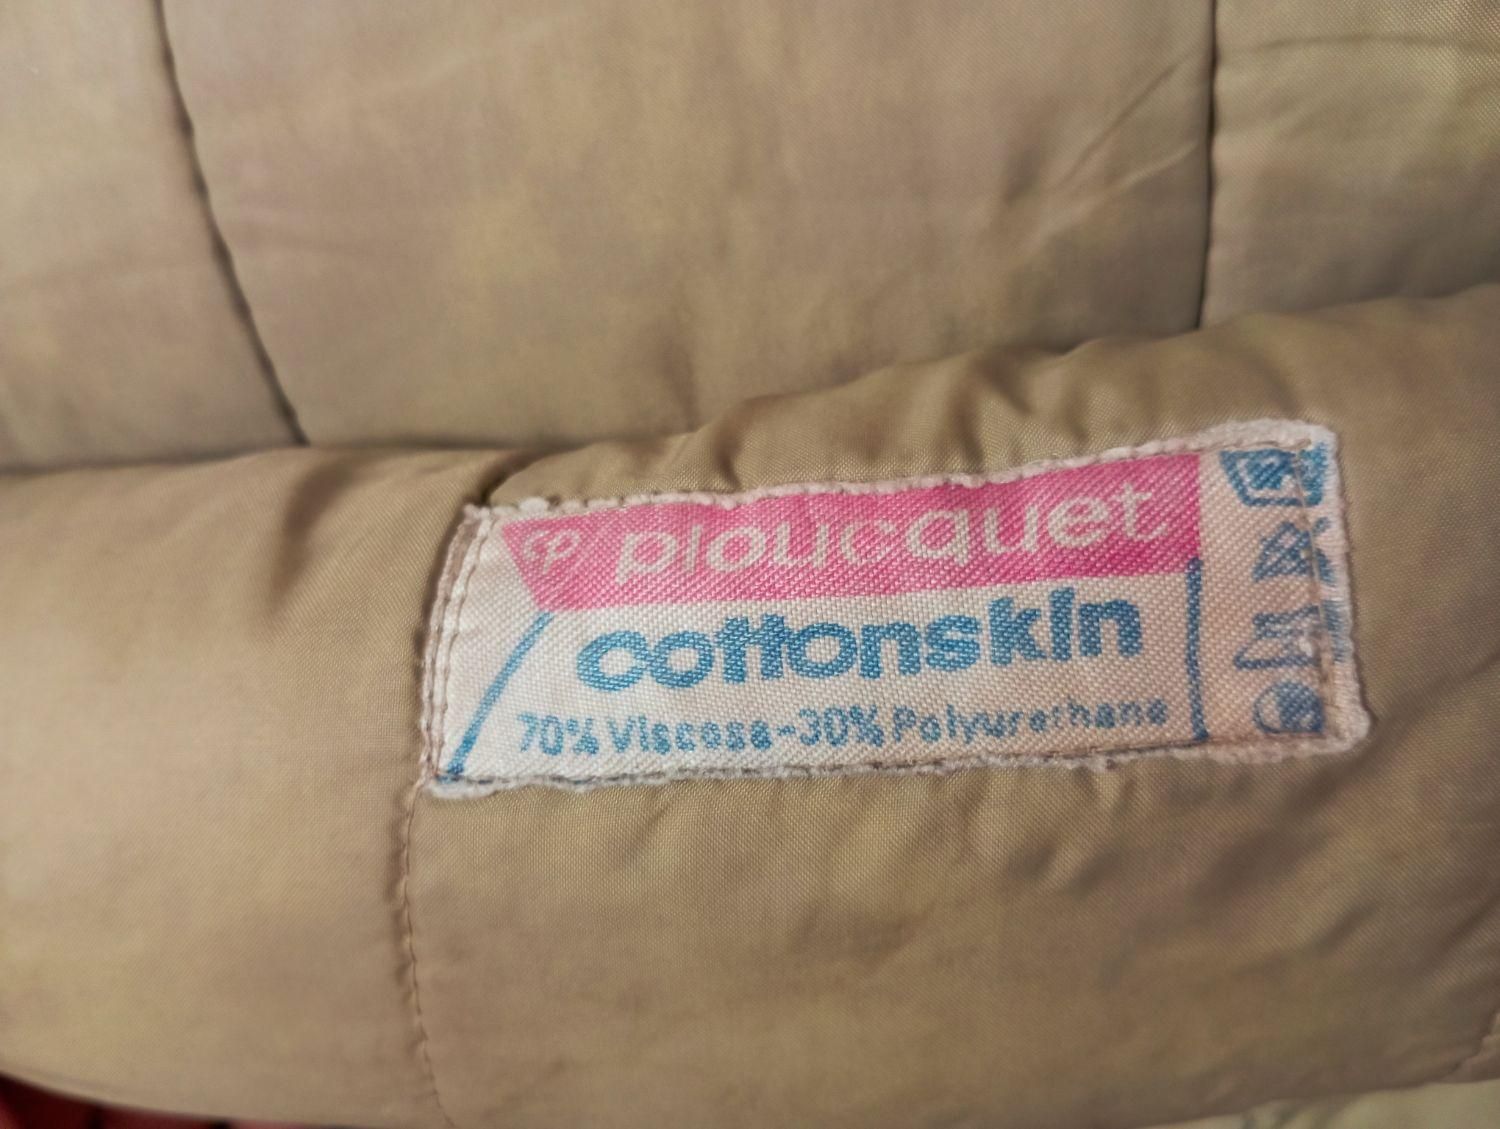 P ploucquet
cottonskin
70% Viscose-30% Polyurethane